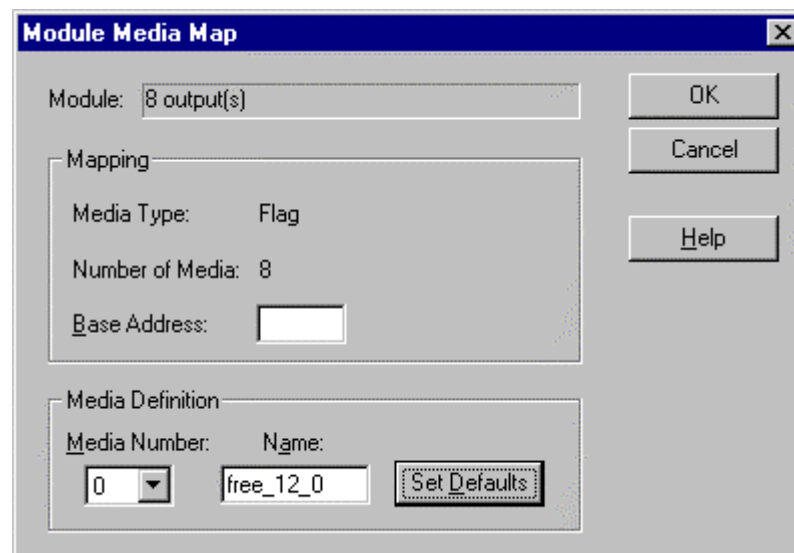 Module Media Map
Module: 8 output(s)
OK
Cancel
Help
Mapping
Media Type: Flag
Number of Media: 8
Base Address:
Media Definition
Media Number: Name:
0 free_12_0 Set Defaults